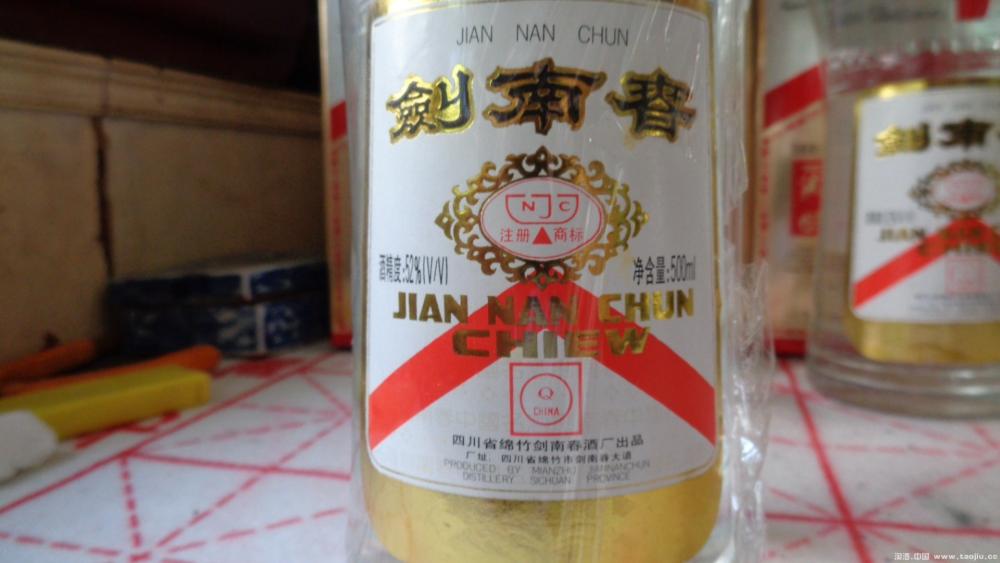 JIAN NAN CHUN
劍南春
NJC
注册 商标
酒精度:52%(V/V)
净含量:500ml
JIAN NAN CHUN
CHIEW
Q
CHINA
四川省绵竹剑南春酒厂出品
厂址: 四川省绵竹市剑南春大道
PRODUCED BY MIANZHU JIANNANCHUN
DISTILLERY SICHUAN PROVINCE
劍南
淘酒.中国 www.taojiu.cc